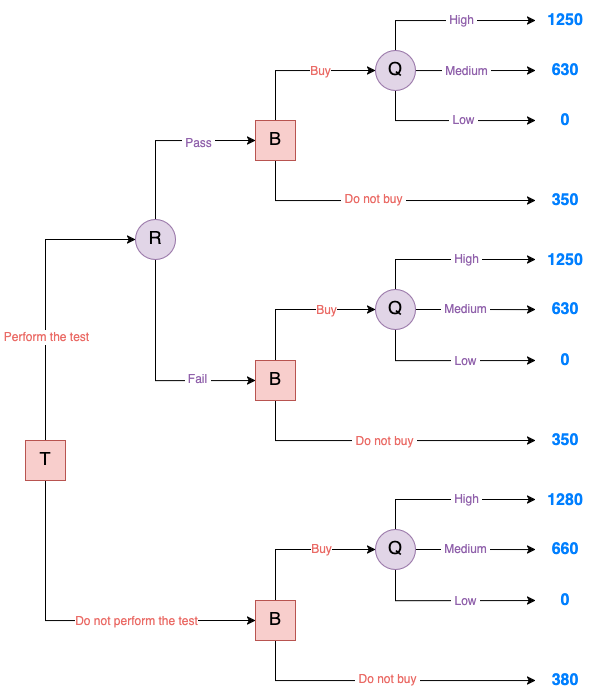 High 1250
Buy Q Medium 630
Low 0
Pass B
Do not buy 350
R
High 1250
Buy Q Medium 630
Perform the test
Low 0
Fail B
Do not buy 350
T
High 1280
Buy Q Medium 660
Low 0
Do not perform the test B
Do not buy 380